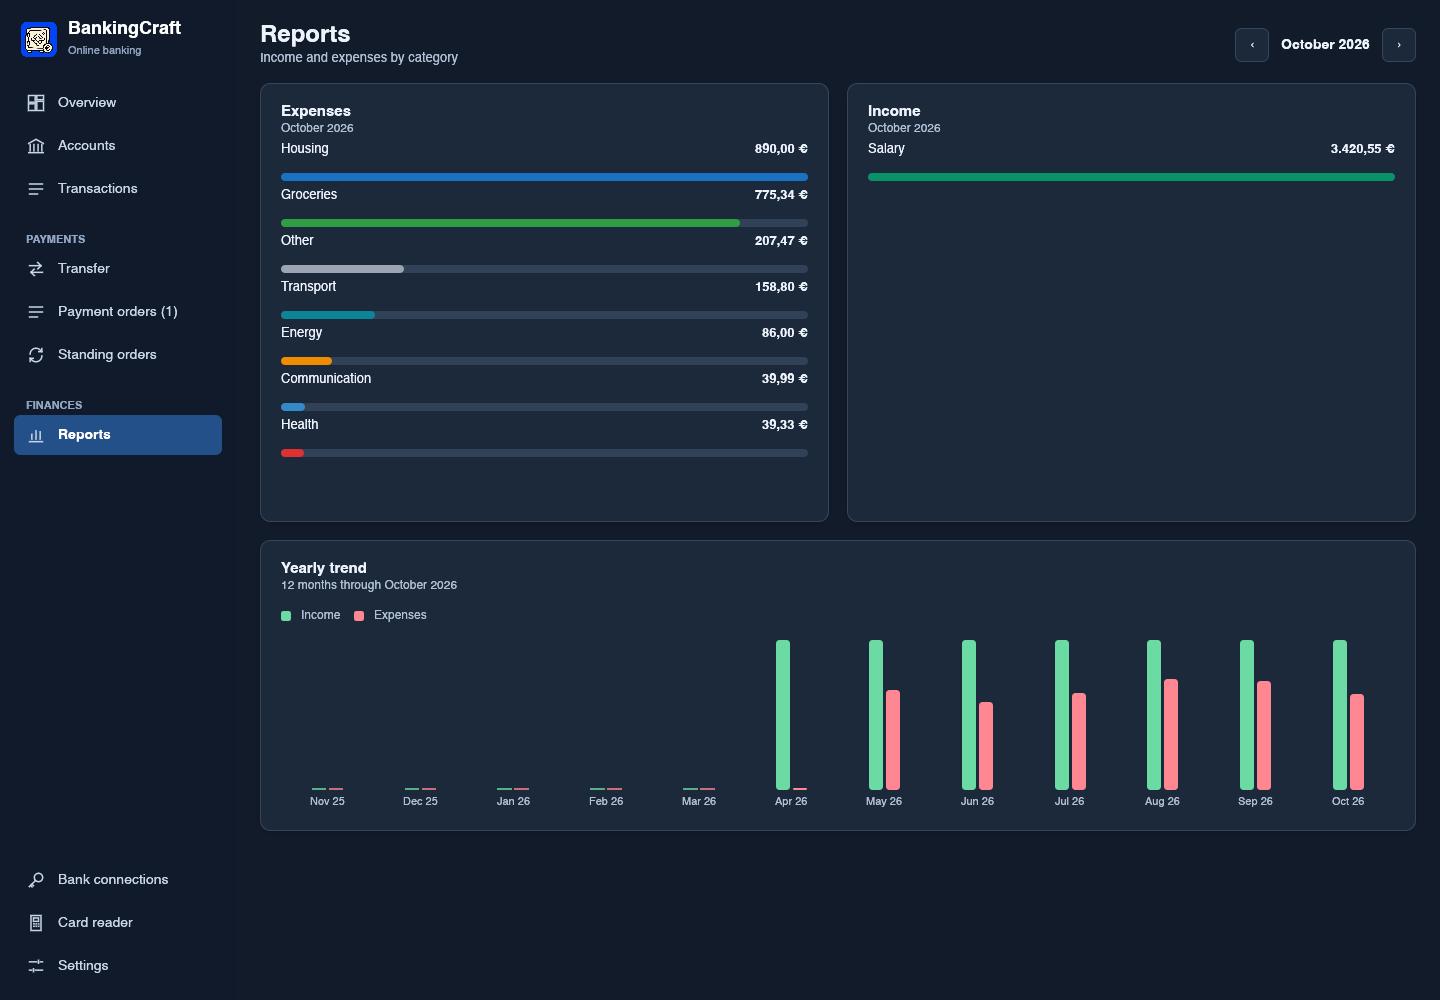 BankingCraft
Online banking
Overview
Accounts
Transactions
PAYMENTS
Transfer
Payment orders (1)
Standing orders
FINANCES
Reports
Bank connections
Card reader
Settings
Reports
Income and expenses by category
‹ October 2026 ›
Expenses
October 2026
Housing 890,00 €
Groceries 775,34 €
Other 207,47 €
Transport 158,80 €
Energy 86,00 €
Communication 39,99 €
Health 39,33 €
Income
October 2026
Salary 3.420,55 €
Yearly trend
12 months through October 2026
Income Expenses
Nov 25 Dec 25 Jan 26 Feb 26 Mar 26 Apr 26 May 26 Jun 26 Jul 26 Aug 26 Sep 26 Oct 26